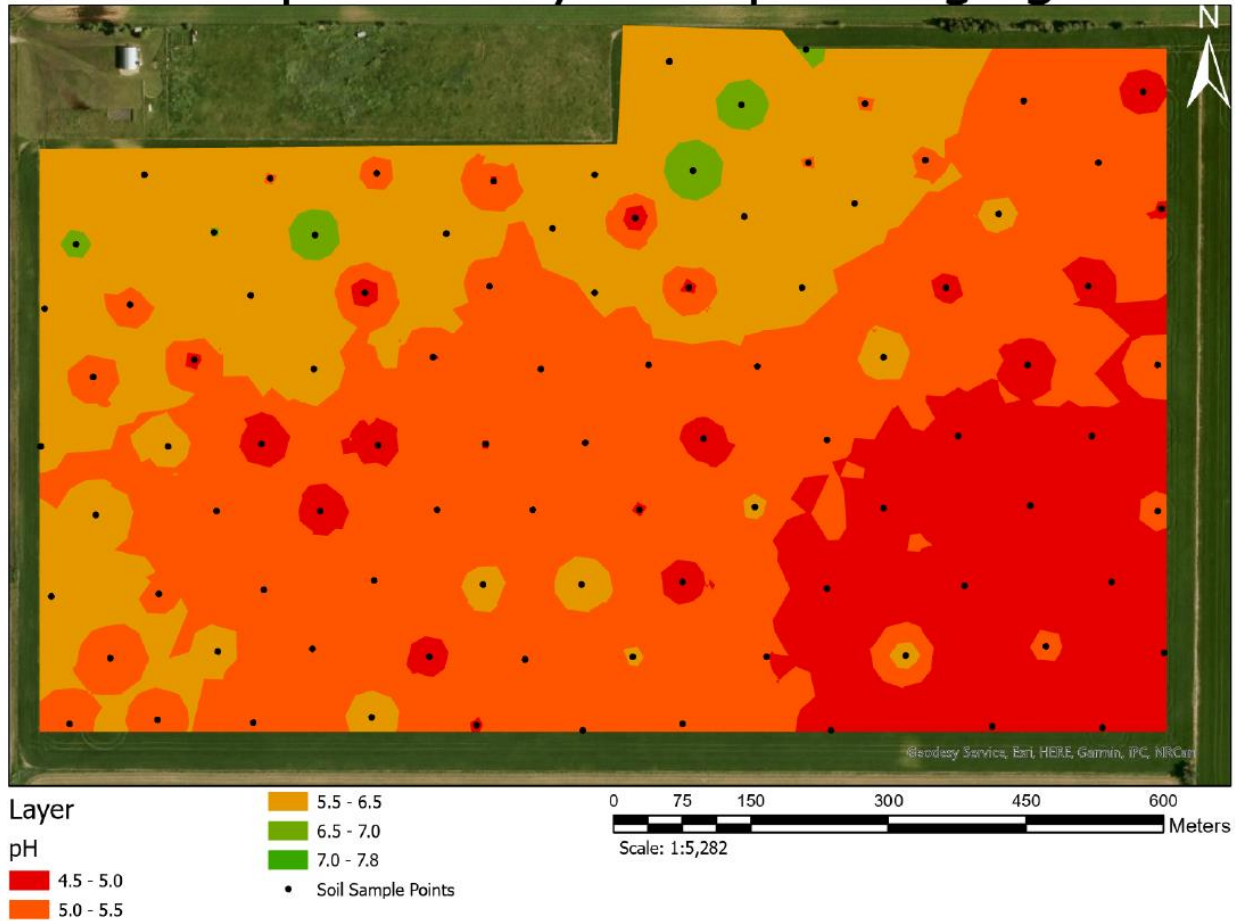 N
Geodesy Service, Esri, HERE, Garmin, iPC, NRCan
Layer
pH
4.5 - 5.0
5.0 - 5.5
5.5 - 6.5
6.5 - 7.0
7.0 - 7.8
Soil Sample Points
0 75 150 300 450 600
Meters
Scale: 1:5,282